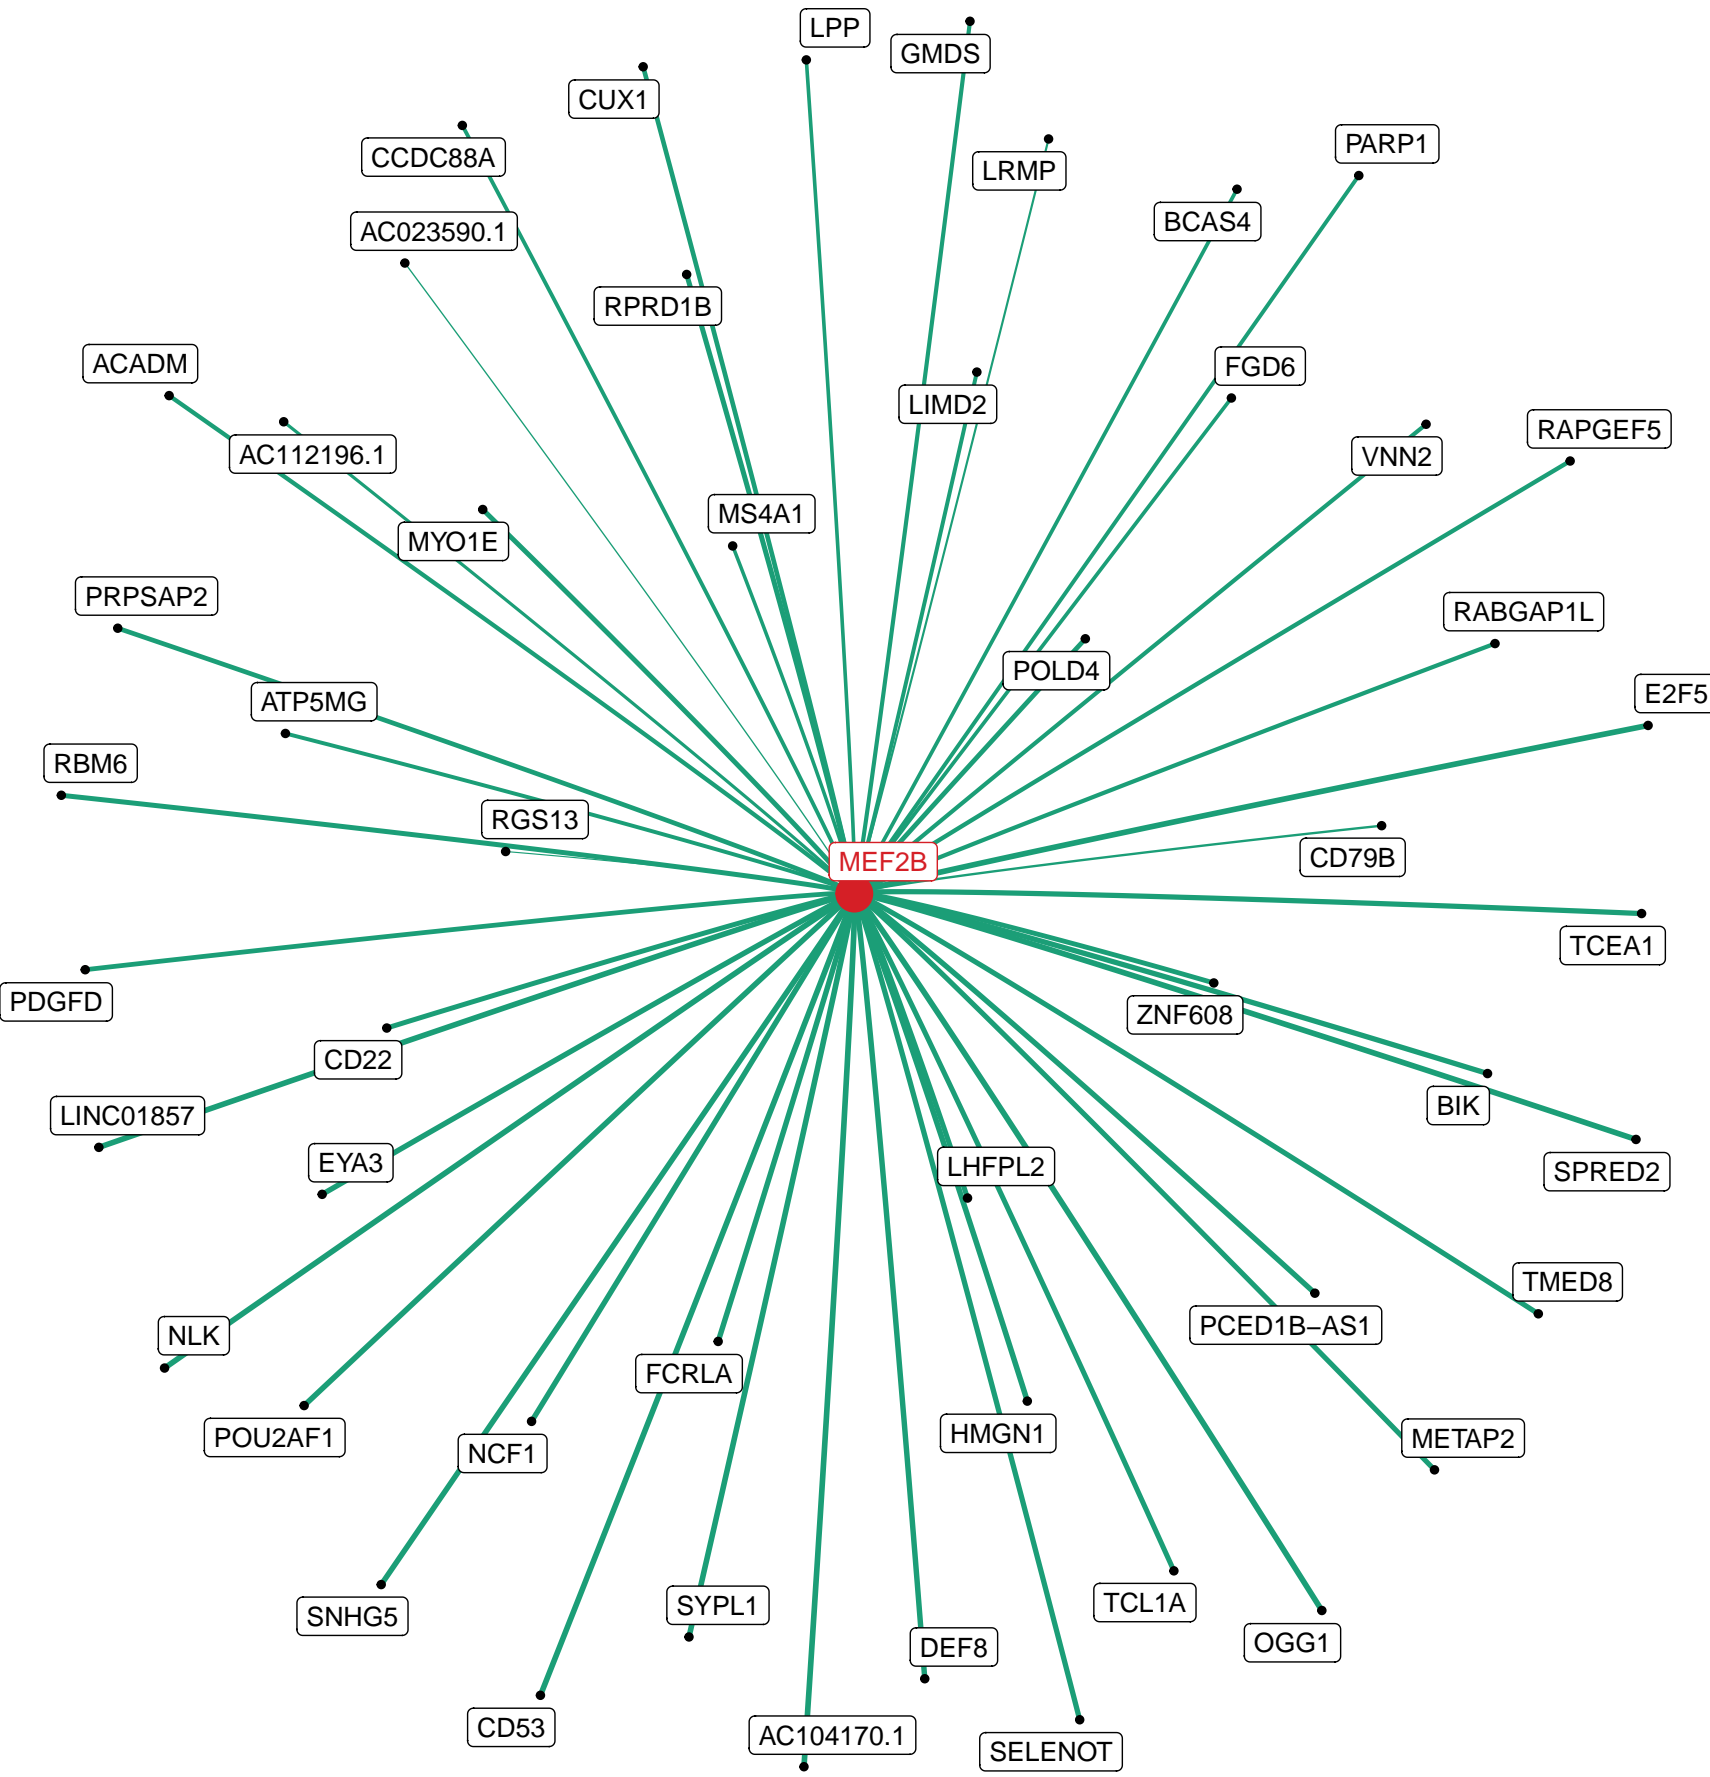 LPP
GMDS
CUX1
PARP1
CCDC88A
LRMP
BCAS4
AC023590.1
RPRD1B
ACADM
FGD6
LIMD2
RAPGEF5
AC112196.1
VNN2
MS4A1
MYO1E
PRPSAP2
RABGAP1L
POLD4
E2F5
ATP5MG
RBM6
RGS13
CD79B
MEF2B
TCEA1
PDGFD
ZNF608
CD22
BIK
LINC01857
EYA3
LHFPL2
SPRED2
TMED8
PCED1B−AS1
NLK
FCRLA
HMGN1
POU2AF1
METAP2
NCF1
TCL1A
SYPL1
SNHG5
OGG1
DEF8
CD53
AC104170.1
SELENOT